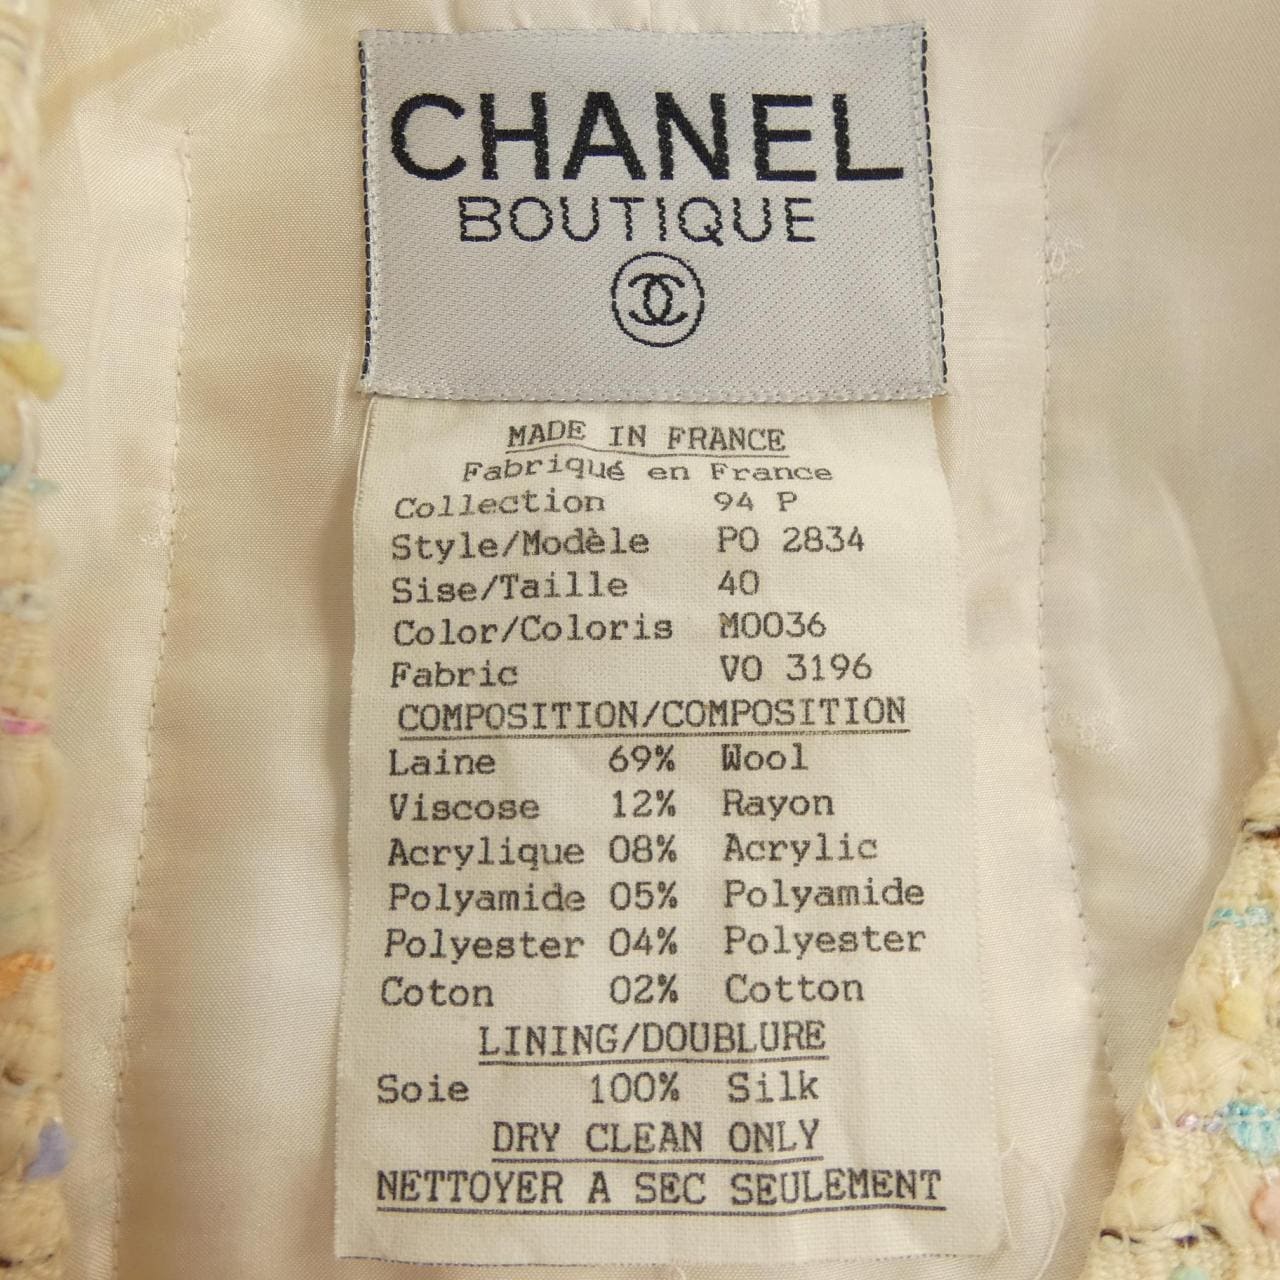 CHANEL
BOUTIQUE
MADE IN FRANCE
Fabriqué en France
Collection 94 P
Style/Modèle PO 2834
Sise/Taille 40
Color/Coloris M0036
Fabric VO 3196
COMPOSITION/COMPOSITION
Laine 69% Wool
Viscose 12% Rayon
Acrylique 08% Acrylic
Polyamide 05% Polyamide
Polyester 04% Polyester
Coton 02% Cotton
LINING/DOUBLURE
Soie 100% Silk
DRY CLEAN ONLY
NETTOYER A SEC SEULEMENT